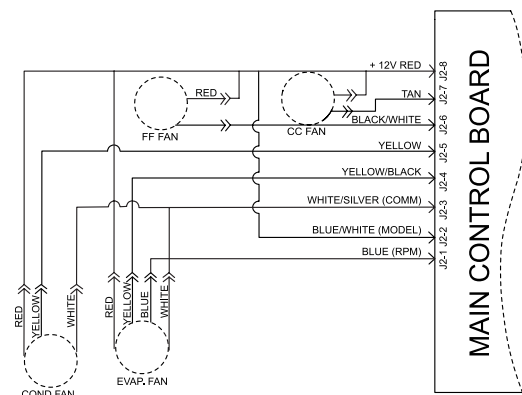 + 12V RED
J2-8
RED
TAN
J2-7
FF FAN
CC FAN
BLACK/WHITE
J2-6
YELLOW
J2-5
YELLOW/BLACK
J2-4
WHITE/SILVER (COMM)
J2-3
BLUE/WHITE (MODEL)
J2-2
BLUE (RPM)
J2-1
MAIN CONTROL BOARD
RED
YELLOW
WHITE
RED
YELLOW
BLUE
WHITE
COND FAN
EVAP. FAN